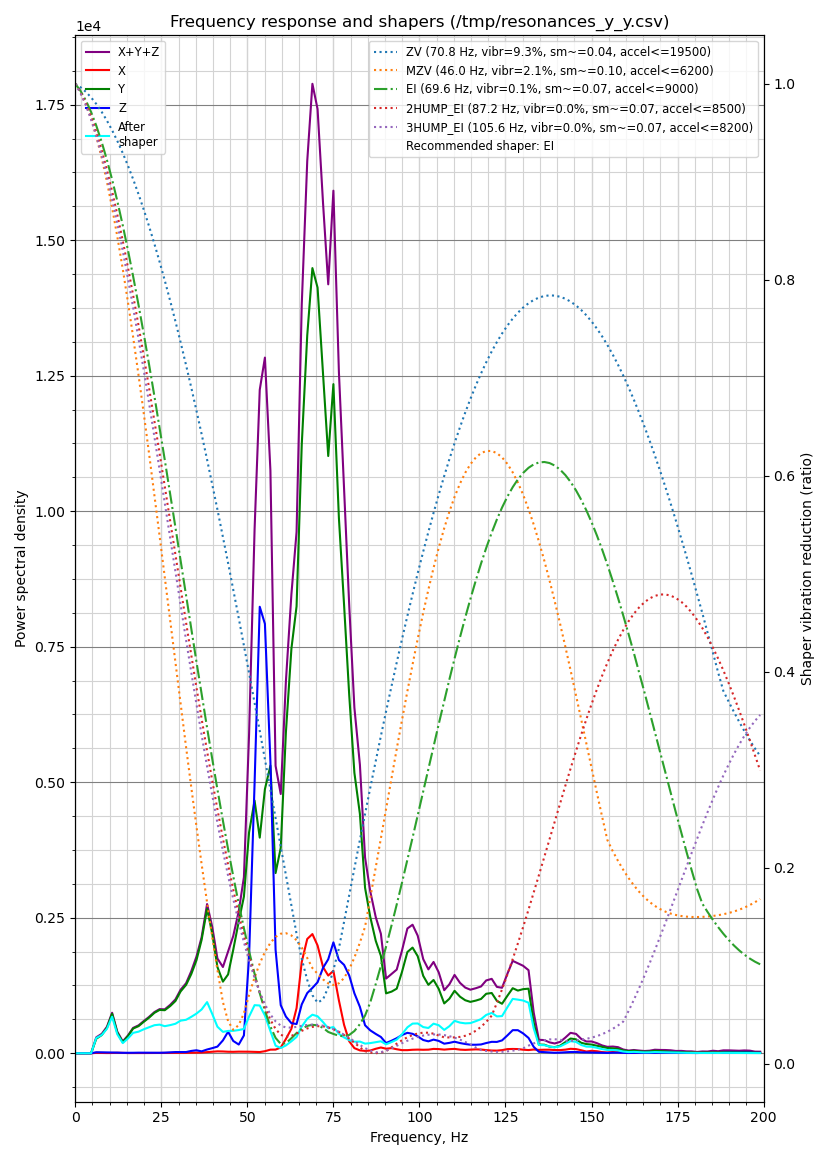 Frequency response and shapers (/tmp/resonances_y_y.csv)
1e4
X+Y+Z
X
Y
Z
After
shaper
ZV (70.8 Hz, vibr=9.3%, sm~=0.04, accel<=19500)
MZV (46.0 Hz, vibr=2.1%, sm~=0.10, accel<=6200)
EI (69.6 Hz, vibr=0.1%, sm~=0.07, accel<=9000)
2HUMP_EI (87.2 Hz, vibr=0.0%, sm~=0.07, accel<=8500)
3HUMP_EI (105.6 Hz, vibr=0.0%, sm~=0.07, accel<=8200)
Recommended shaper: EI
1.75
1.50
1.25
1.00
0.75
0.50
0.25
0.00
Power spectral density
1.0
0.8
0.6
0.4
0.2
0.0
Shaper vibration reduction (ratio)
0 25 50 75 100 125 150 175 200
Frequency, Hz